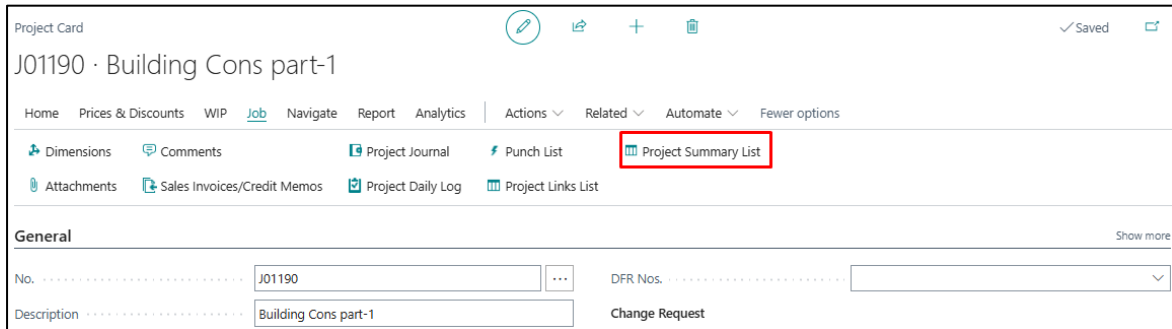 Project Card
Saved
J01190 · Building Cons part-1
Home Prices & Discounts WIP Job Navigate Report Analytics Actions Related Automate Fewer options
Dimensions Comments Project Journal Punch List Project Summary List
Attachments Sales Invoices/Credit Memos Project Daily Log Project Links List
General Show more
No. J01190 ... DFR Nos.
Description Building Cons part-1 Change Request